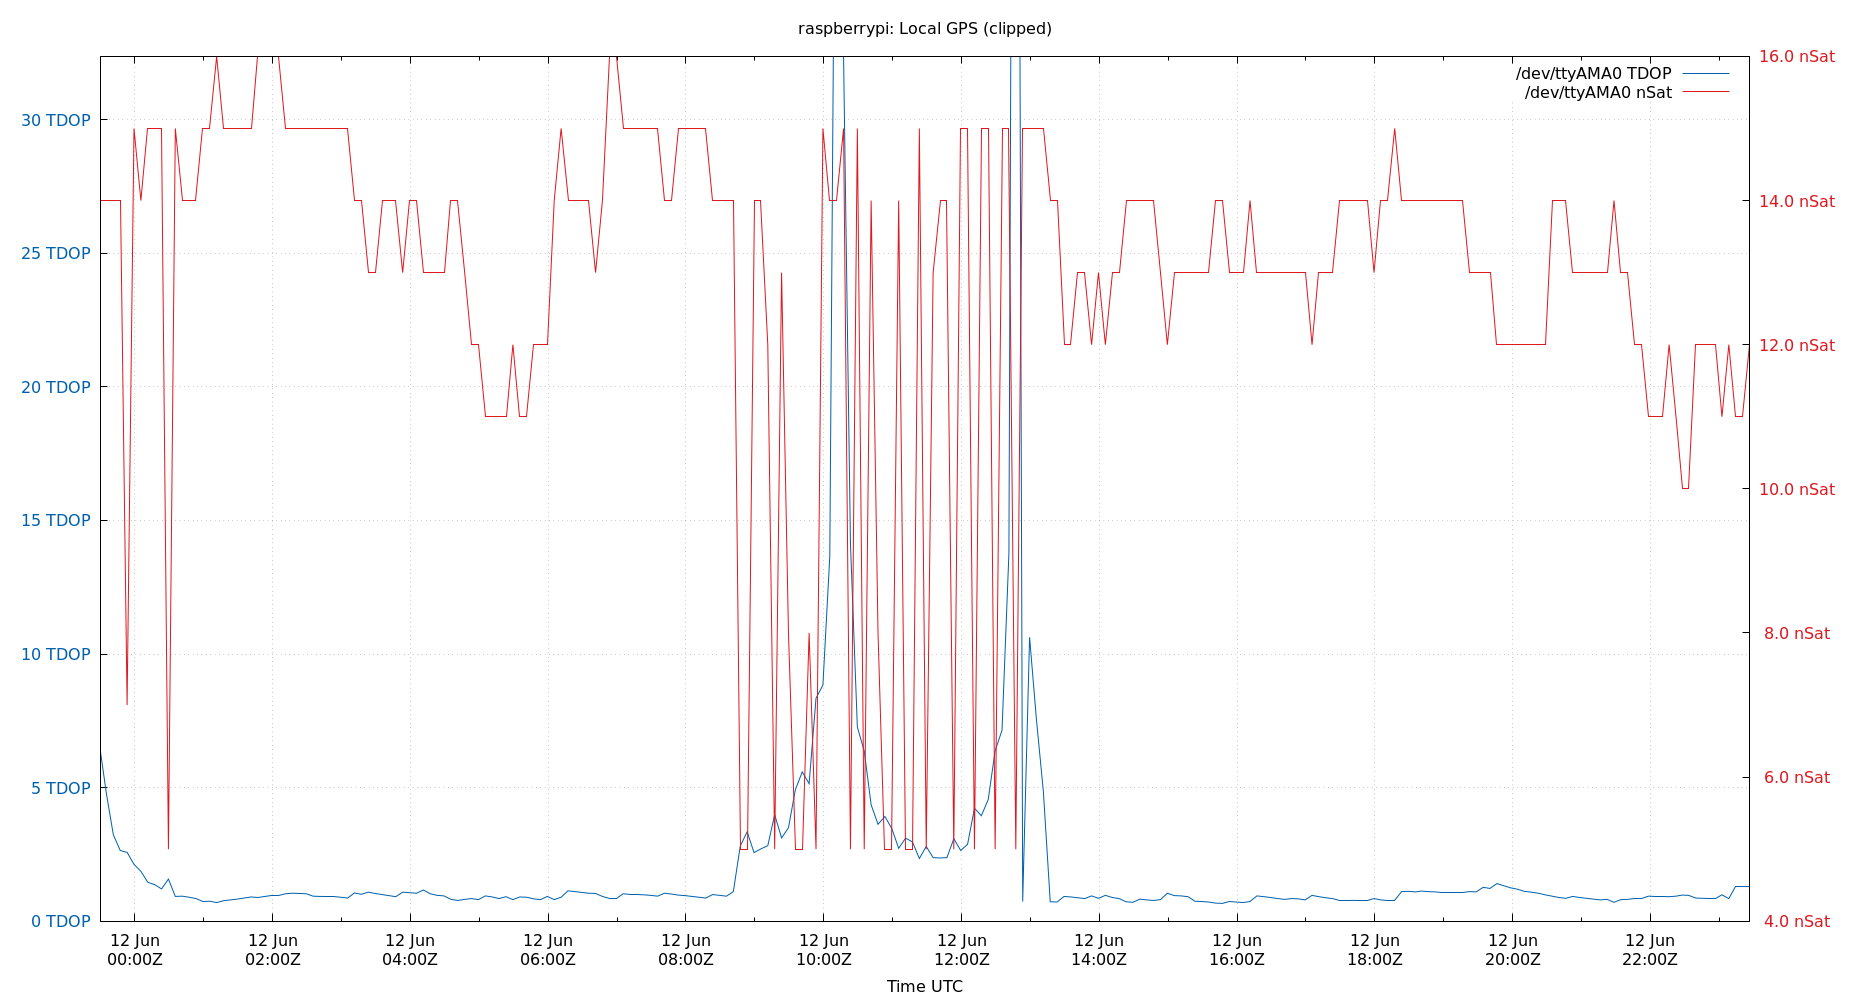 raspberrypi: Local GPS (clipped)
16.0 nSat
/dev/ttyAMA0 TDOP
/dev/ttyAMA0 nSat
30 TDOP
14.0 nSat
25 TDOP
12.0 nSat
20 TDOP
10.0 nSat
15 TDOP
8.0 nSat
10 TDOP
6.0 nSat
5 TDOP
4.0 nSat
0 TDOP
12 Jun 12 Jun 12 Jun 12 Jun 12 Jun 12 Jun 12 Jun 12 Jun 12 Jun 12 Jun 12 Jun 12 Jun
00:00Z 02:00Z 04:00Z 06:00Z 08:00Z 10:00Z 12:00Z 14:00Z 16:00Z 18:00Z 20:00Z 22:00Z
Time UTC